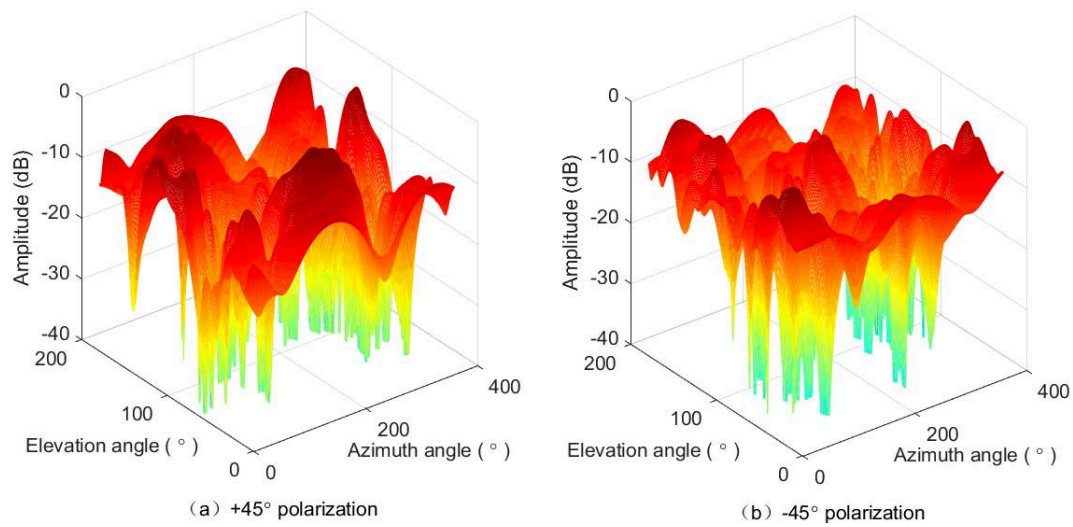 0
-10
-20
-30
-40
Amplitude (dB)
200
100
0
Elevation angle ( ° )
0
200
400
Azimuth angle ( ° )
（a）+45° polarization
0
-10
-20
-30
-40
Amplitude (dB)
200
100
0
Elevation angle ( ° )
0
200
400
Azimuth angle ( ° )
（b）-45° polarization